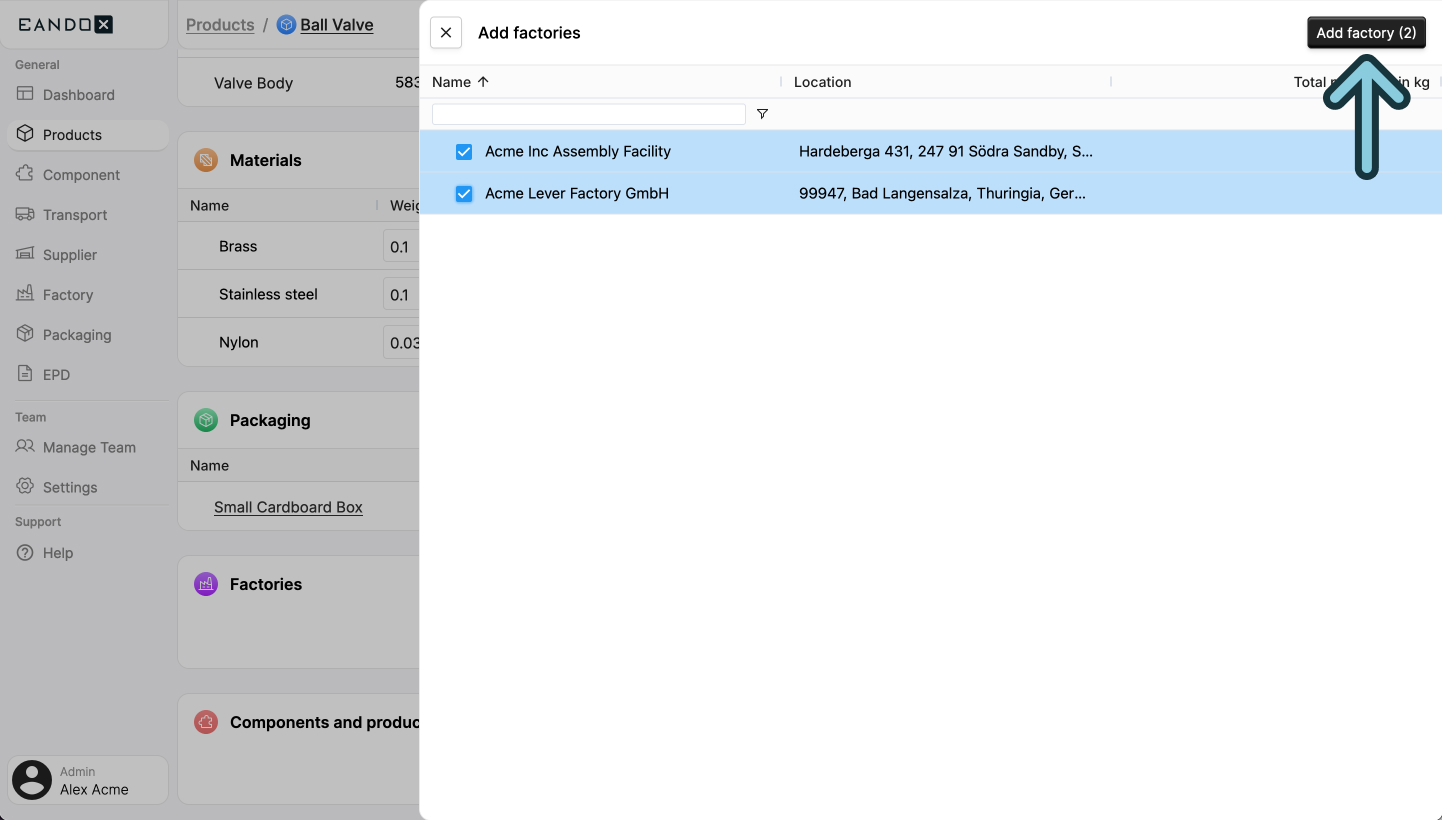 EANDOX
General
Dashboard
Products
Component
Transport
Supplier
Factory
Packaging
EPD
Team
Manage Team
Settings
Support
Help
Admin
Alex Acme
Products / Ball Valve
Valve Body 583
Materials
Name
Brass 0.1
Stainless steel 0.1
Nylon 0.03
Packaging
Name
Small Cardboard Box
Factories
Components and
Add factories
Add factory (2)
Name Location Total in kg
Acme Inc Assembly Facility Hardeberga 431, 247 91 Södra Sandby, S...
Acme Lever Factory GmbH 99947, Bad Langensalza, Thuringia, Ger...